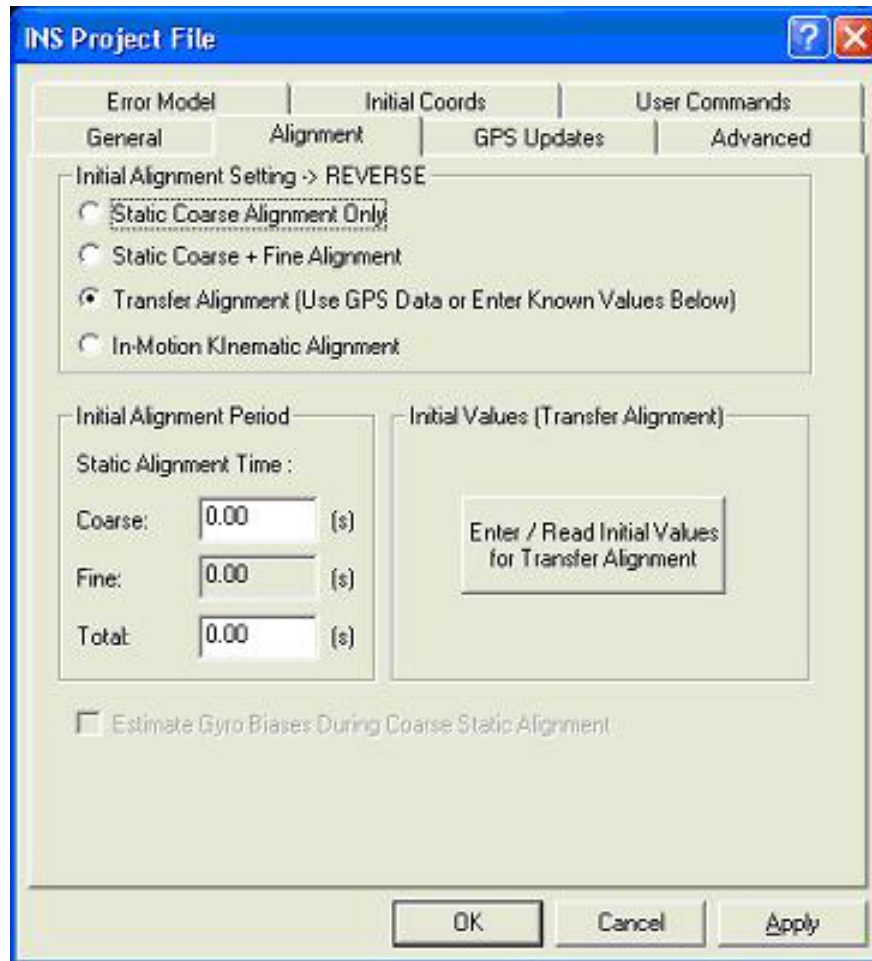 INS Project File
Error Model Initial Coords User Commands
General Alignment GPS Updates Advanced
Initial Alignment Setting -> REVERSE
Static Coarse Alignment Only
Static Coarse + Fine Alignment
Transfer Alignment (Use GPS Data or Enter Known Values Below)
In-Motion KInematic Alignment
Initial Alignment Period
Static Alignment Time :
Coarse: 0.00 (s)
Fine: 0.00 (s)
Total: 0.00 (s)
Initial Values (Transfer Alignment)
Enter / Read Initial Values
for Transfer Alignment
Estimate Gyro Biases During Coarse Static Alignment
OK Cancel Apply